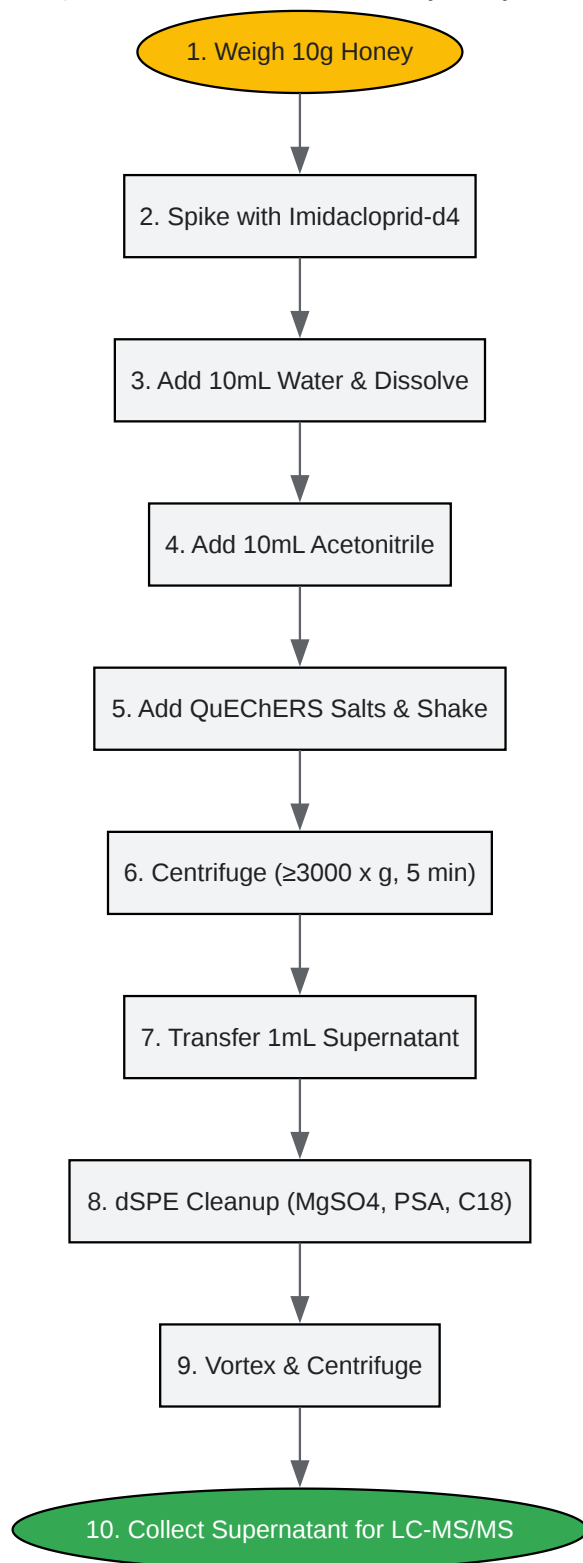 1. Weigh 10g Honey
2. Spike with Imidacloprid-d4
3. Add 10mL Water & Dissolve
4. Add 10mL Acetonitrile
5. Add QuEChERS Salts & Shake
6. Centrifuge (≥3000 x g, 5 min)
7. Transfer 1mL Supernatant
8. dSPE Cleanup (MgSO4, PSA, C18)
9. Vortex & Centrifuge
10. Collect Supernatant for LC-MS/MS